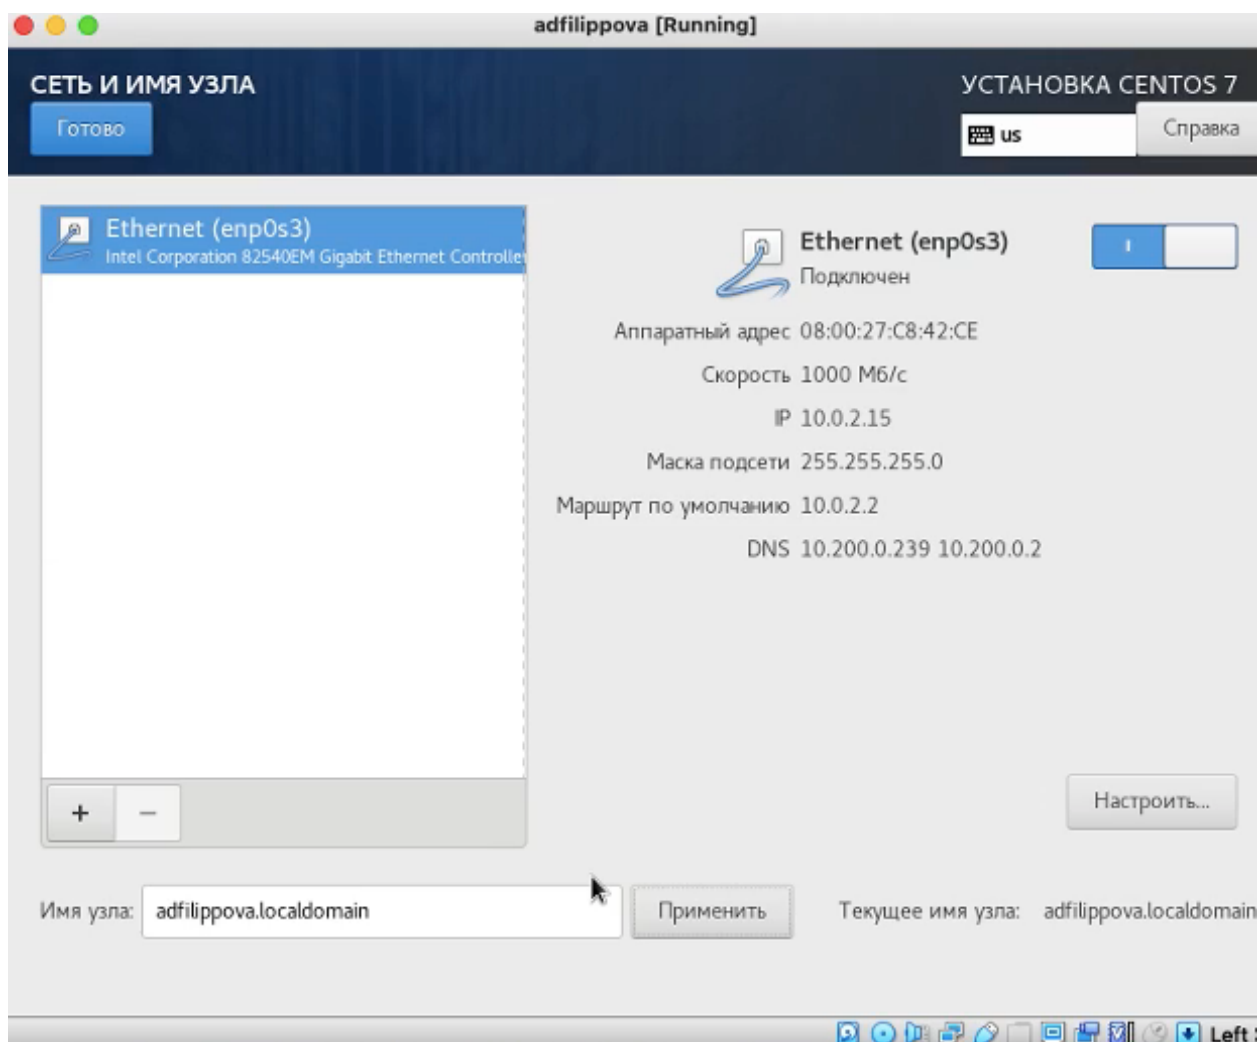 adfilippova [Running]
СЕТЬ И ИМЯ УЗЛА
УСТАНОВКА CENTOS 7
Готово
us
Справка
Ethernet (enp0s3)
Intel Corporation 82540EM Gigabit Ethernet Controller
Ethernet (enp0s3)
Подключен
Аппаратный адрес 08:00:27:C8:42:CE
Скорость 1000 Мб/с
IP 10.0.2.15
Маска подсети 255.255.255.0
Маршрут по умолчанию 10.0.2.2
DNS 10.200.0.239 10.200.0.2
+ −
Настроить...
Имя узла: adfilippova.localdomain Применить Текущее имя узла: adfilippova.localdomain
Left